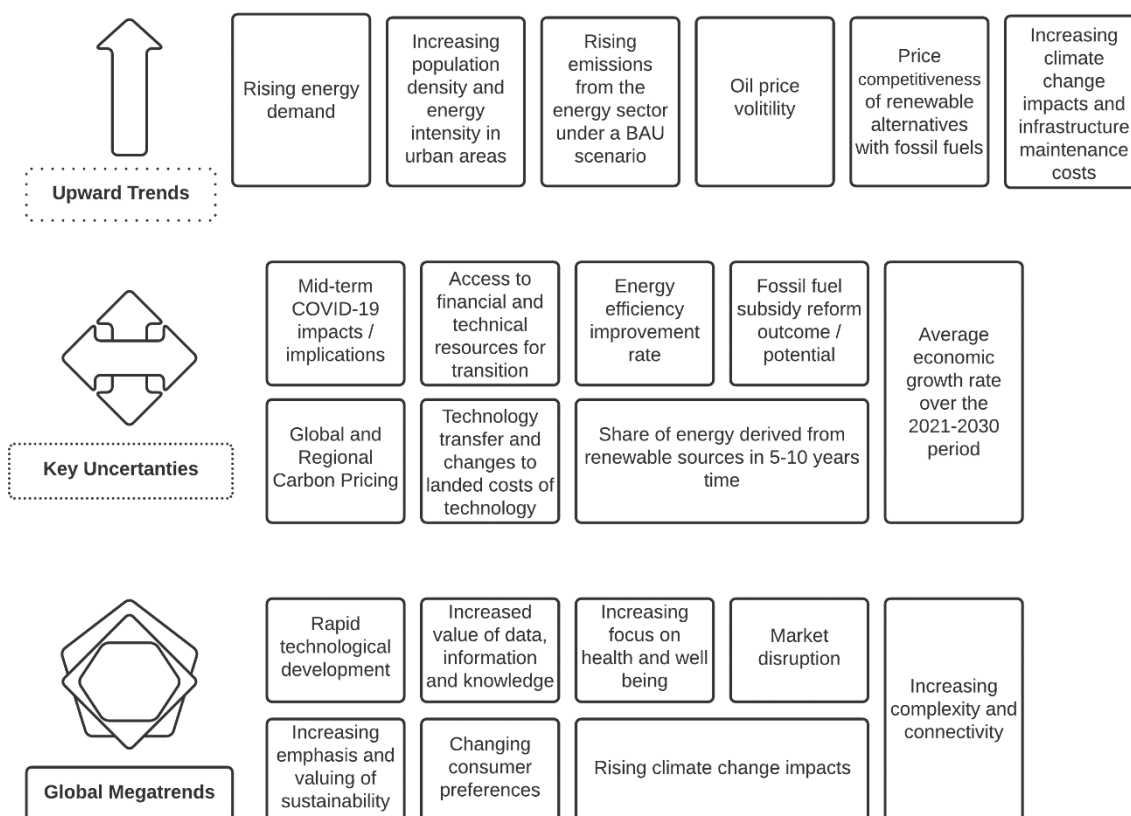 Upward Trends
Rising energy
demand
Increasing
population
density and
energy
intensity in
urban areas
Rising
emissions
from the
energy sector
under a BAU
scenario
Oil price
volitility
Price
competitiveness
of renewable
alternatives
with fossil fuels
Increasing
climate
change
impacts and
infrastructure
maintenance
costs
Key Uncertanties
Mid-term
COVID-19
impacts /
implications
Access to
financial and
technical
resources for
transition
Energy
efficiency
improvement
rate
Fossil fuel
subsidy reform
outcome /
potential
Average
economic
growth rate
over the
2021-2030
period
Global and
Regional
Carbon Pricing
Technology
transfer and
changes to
landed costs of
technology
Share of energy derived from
renewable sources in 5-10 years
time
Global Megatrends
Rapid
technological
development
Increased
value of data,
information
and knowledge
Increasing
focus on
health and well
being
Market
disruption
Increasing
complexity and
connectivity
Increasing
emphasis and
valuing of
sustainability
Changing
consumer
preferences
Rising climate change impacts